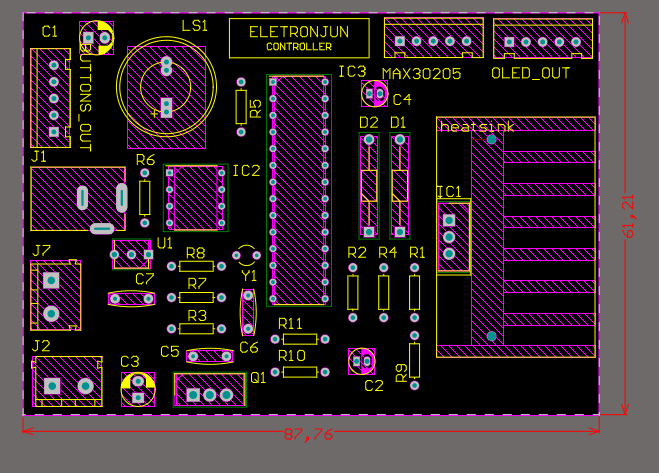 C1
LS1
ELETRONJUN
CONTROLLER
BUTTONS_OUT
IC3
MAX30205
OLED_OUT
C4
R5
D2
D1
heatsink
J1
R6
IC2
IC1
61,21
U1
J7
R8
Y1
R2
R4
R1
C7
R7
R3
R11
J2
C5
C6
R10
C3
Q1
C2
R9
87,76